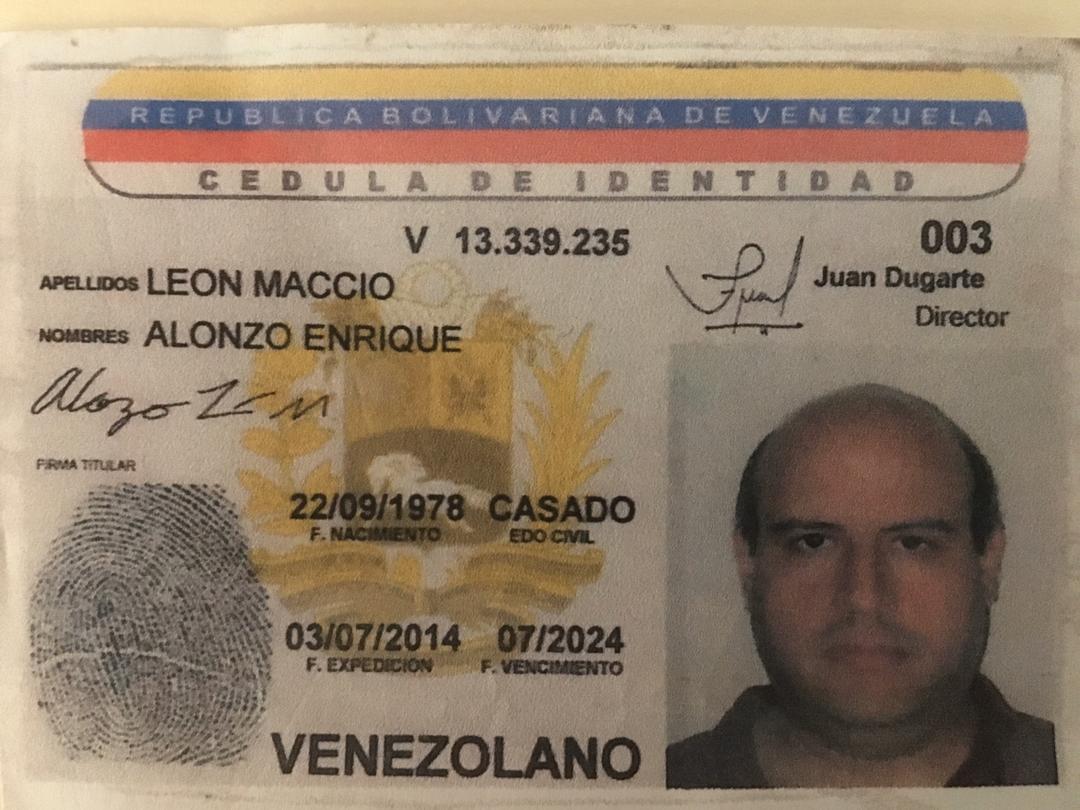 REPUBLICA BOLIVARIANA DE VENEZUELA
CEDULA DE IDENTIDAD
V 13.339.235
003
APELLIDOS LEON MACCIO
Juan Dugarte
Director
NOMBRES ALONZO ENRIQUE
FIRMA TITULAR
22/09/1978 CASADO
F. NACIMIENTO EDO CIVIL
03/07/2014 07/2024
F. EXPEDICION F. VENCIMIENTO
VENEZOLANO